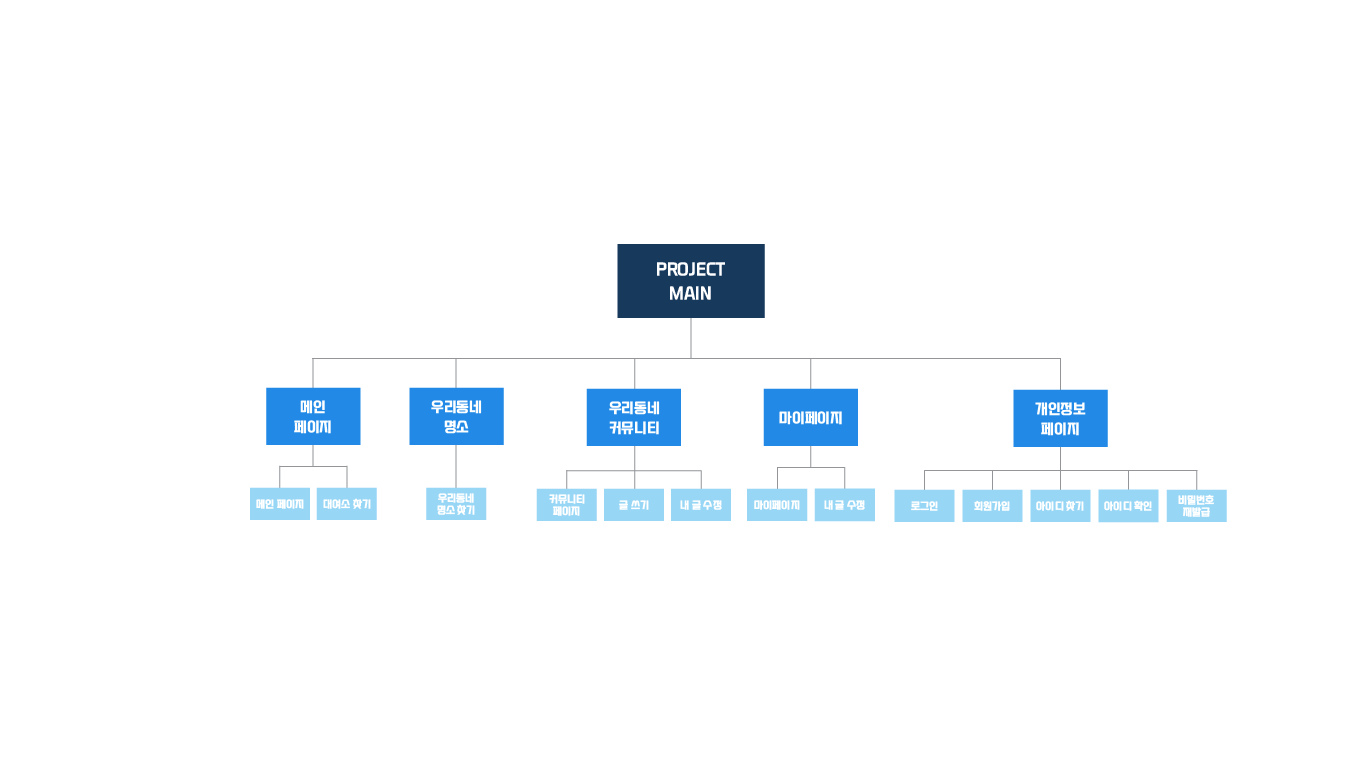 PROJECT
MAIN
메인
페이지
우리동네
명소
우리동네
커뮤니티
마이페이지
개인정보
페이지
메인 페이지
대여소 찾기
우리동네
명소 찾기
커뮤니티
페이지
글 쓰기
내 글 수정
마이페이지
내 글 수정
로그인
회원가입
아이디 찾기
아이디 확인
비밀번호
재발급